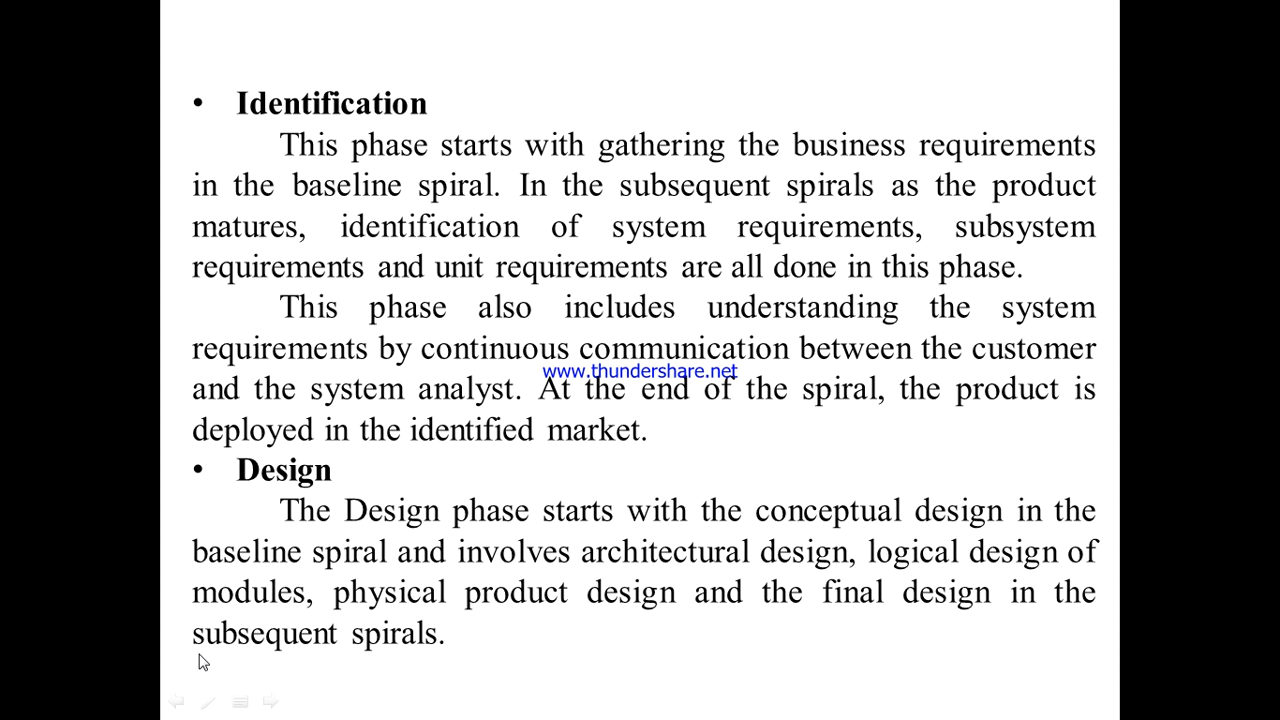 • Identification
This phase starts with gathering the business requirements
in the baseline spiral. In the subsequent spirals as the product
matures, identification of system requirements, subsystem
requirements and unit requirements are all done in this phase.
This phase also includes understanding the system
requirements by continuous communication between the customer
www.thundershare.net
and the system analyst. At the end of the spiral, the product is
deployed in the identified market.
• Design
The Design phase starts with the conceptual design in the
baseline spiral and involves architectural design, logical design of
modules, physical product design and the final design in the
subsequent spirals.